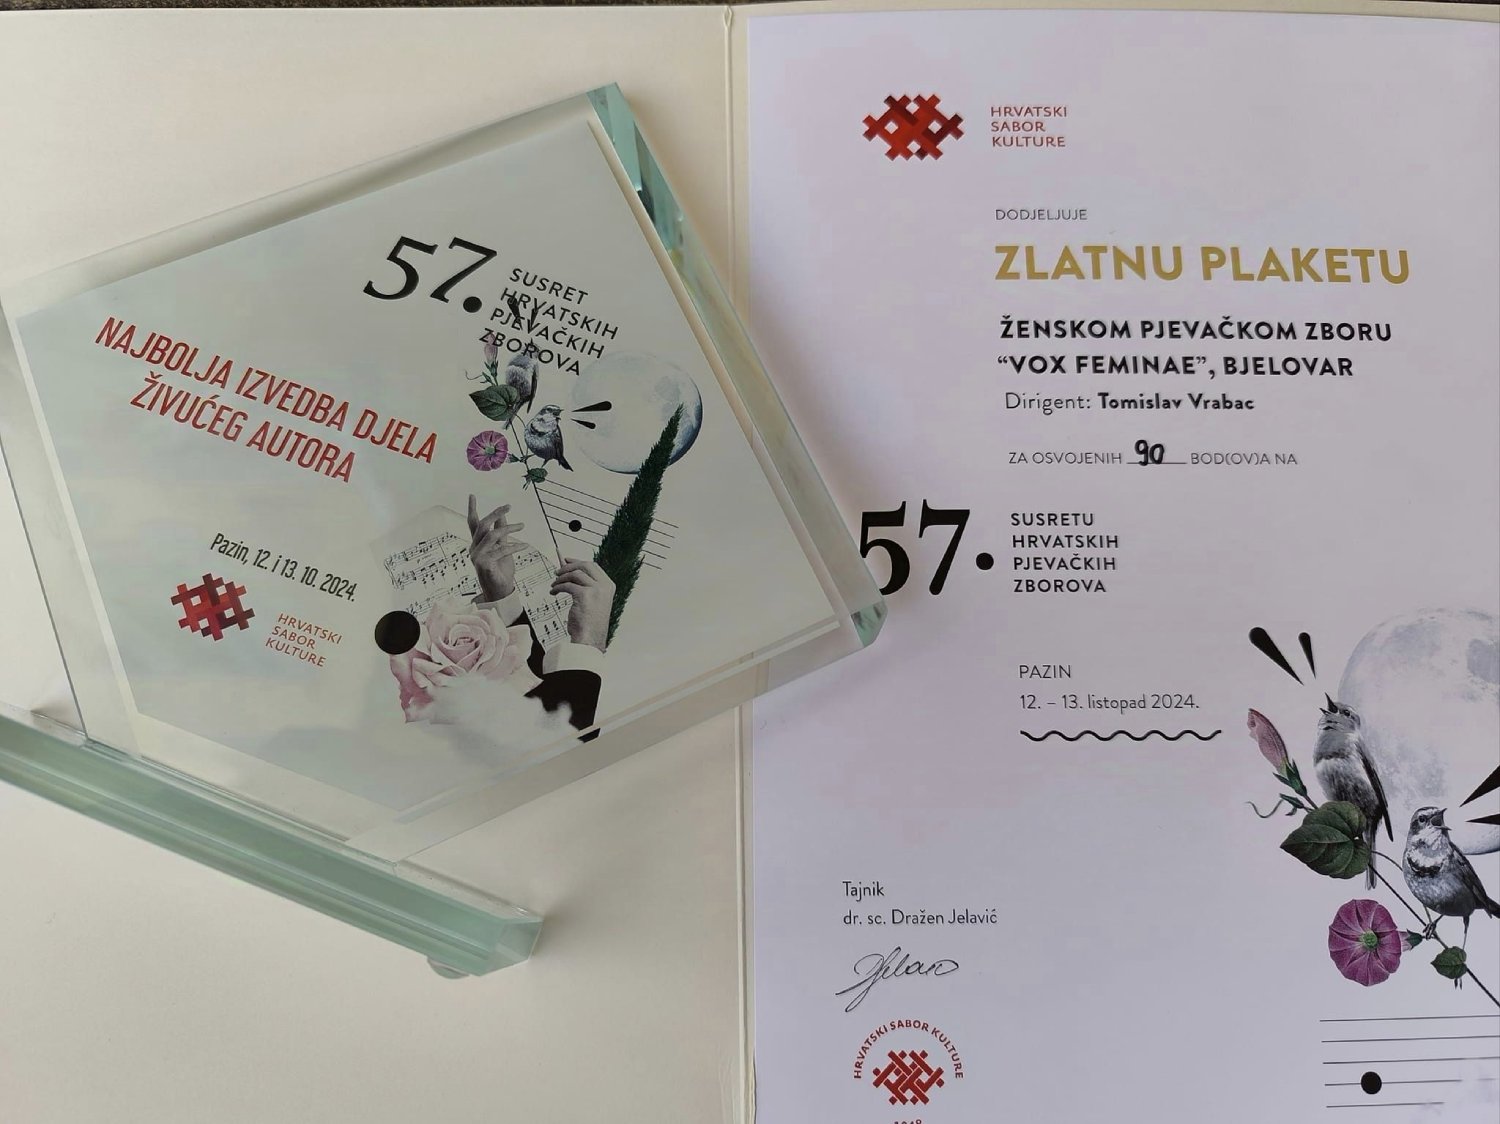 57.
SUSRET
HRVATSKIH
PJEVAČKIH
ZBOROVA
NAJBOLJA IZVEDBA DJELA
ŽIVUĆEG AUTORA
Pazin, 12. i 13. 10. 2024.
HRVATSKI
SABOR
KULTURE
HRVATSKI
SABOR
KULTURE
DODJELJUJE
ZLATNU PLAKETU
ŽENSKOM PJEVAČKOM ZBORU
“VOX FEMINAE”, BJELOVAR
Dirigent: Tomislav Vrabac
ZA OSVOJENIH 90 BOD(OV)A NA
57.
SUSRETU
HRVATSKIH
PJEVAČKIH
ZBOROVA
PAZIN
12. – 13. listopad 2024.
Tajnik
dr. sc. Dražen Jelavić
HRVATSKI SABOR KULTURE